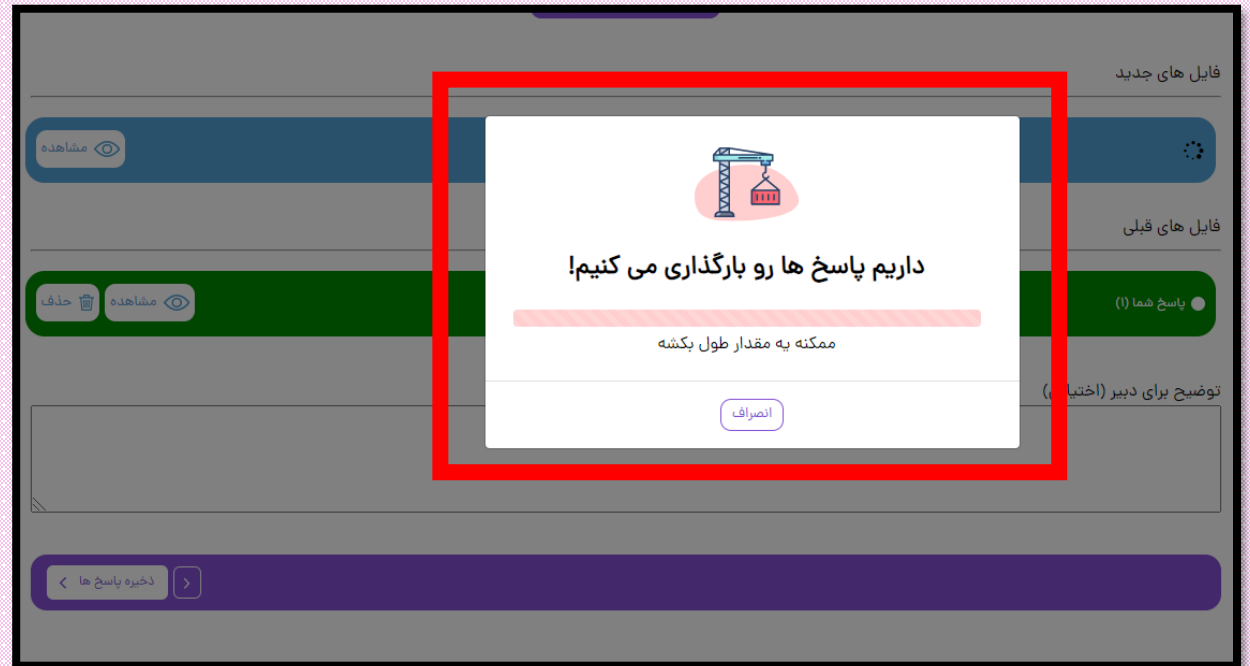 فایل های جدید
مشاهده
فایل های قبلی
پاسخ شما (۱)
مشاهده
حذف
داریم پاسخ ها رو بارگذاری می کنیم!
ممکنه یه مقدار طول بکشه
انصراف
توضیح برای دبیر
ذخیره پاسخ ها